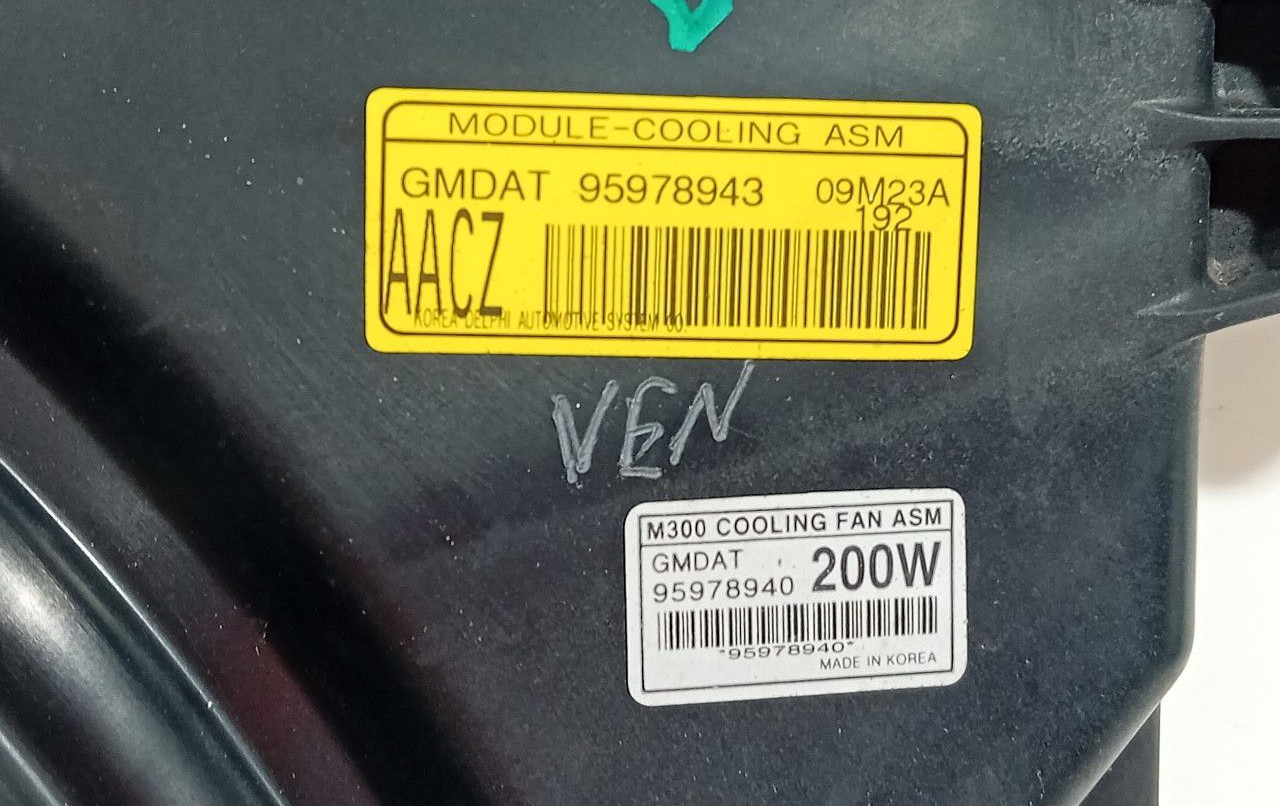 MODULE-COOLING ASM
GMDAT 95978943 09M23A
192
AACZ
KOREA DELPHI AUTOMOTIVE SYSTEM CO.
VEN
M300 COOLING FAN ASM
GMDAT
95978940 200W
*95978940*
MADE IN KOREA